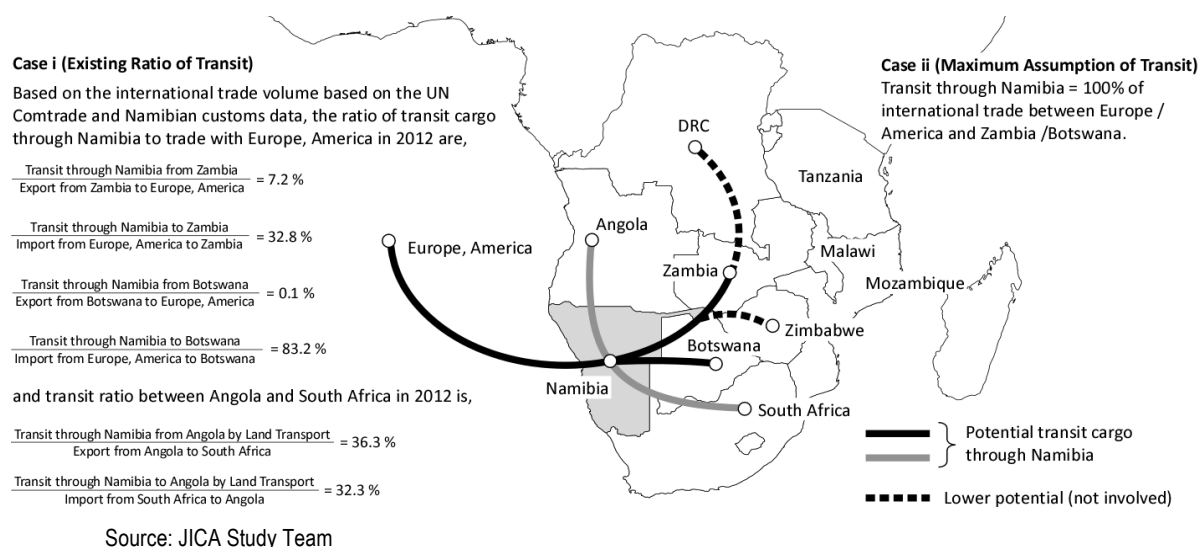 Case i (Existing Ratio of Transit)
Based on the international trade volume based on the UN
Comtrade and Namibian customs data, the ratio of transit cargo
through Namibia to trade with Europe, America in 2012 are,
Transit through Namibia from Zambia
Export from Zambia to Europe, America
= 7.2 %
Transit through Namibia to Zambia
Import from Europe, America to Zambia
= 32.8 %
Transit through Namibia from Botswana
Export from Botswana to Europe, America
= 0.1 %
Transit through Namibia to Botswana
Import from Europe, America to Botswana
= 83.2 %
and transit ratio between Angola and South Africa in 2012 is,
Transit through Namibia from Angola by Land Transport
Export from Angola to South Africa
= 36.3 %
Transit through Namibia to Angola by Land Transport
Import from South Africa to Angola
= 32.3 %
Source: JICA Study Team
Case ii (Maximum Assumption of Transit)
Transit through Namibia = 100% of
international trade between Europe /
America and Zambia /Botswana.
DRC
Tanzania
Angola
Europe, America
Malawi
Zambia
Mozambique
Zimbabwe
Botswana
Namibia
South Africa
Potential transit cargo
through Namibia
Lower potential (not involved)